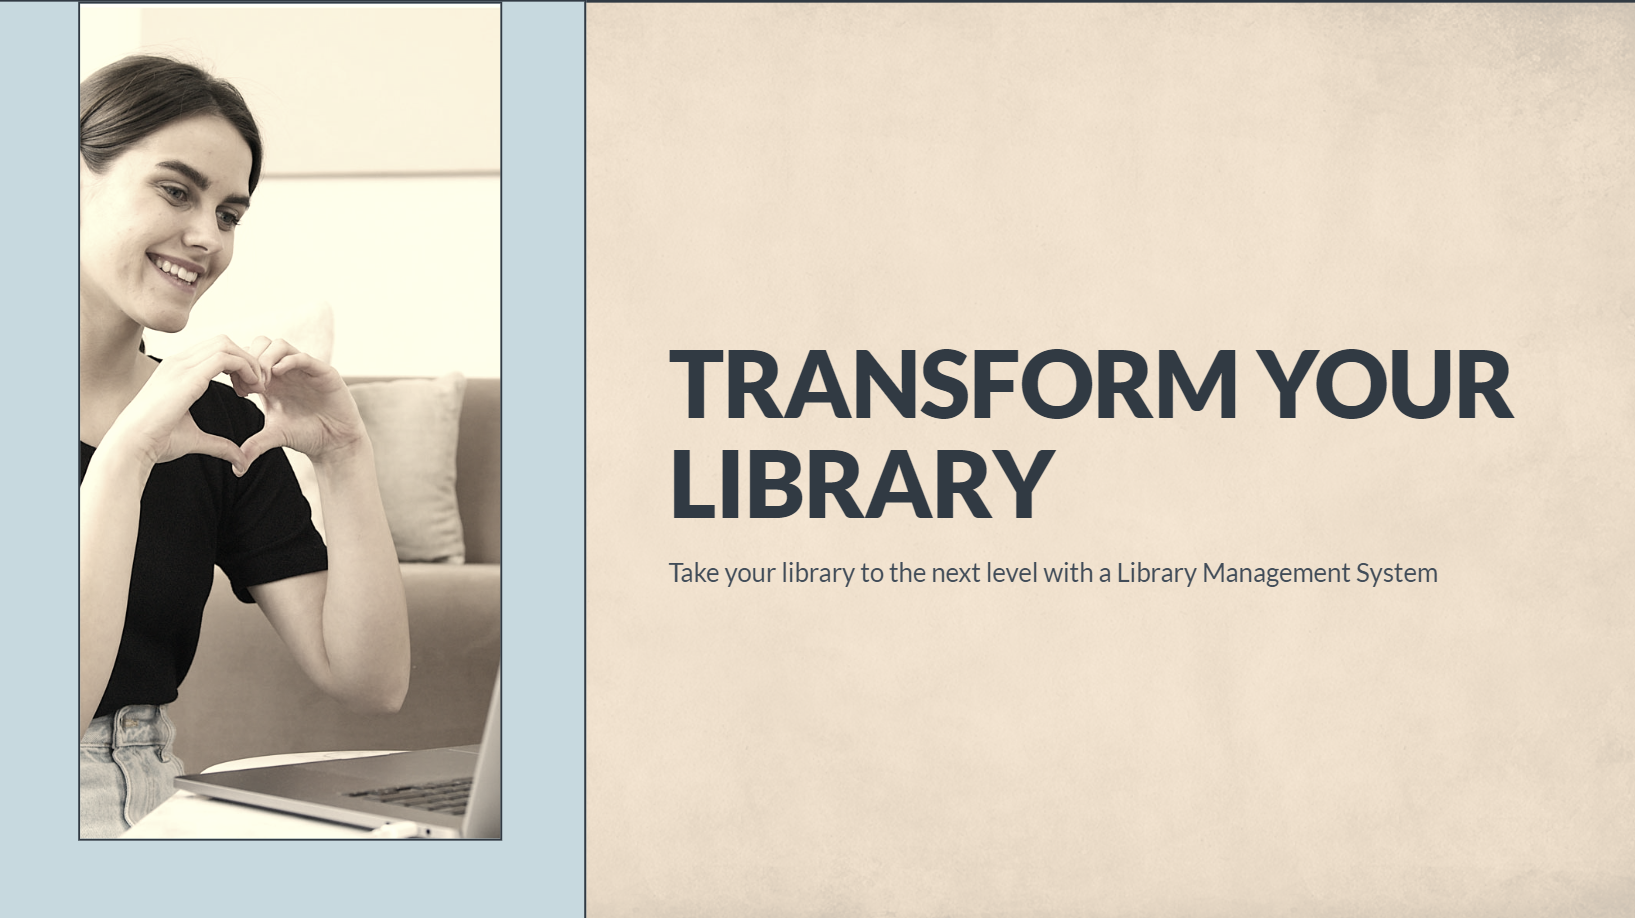 TRANSFORM YOUR
LIBRARY
Take your library to the next level with a Library Management System